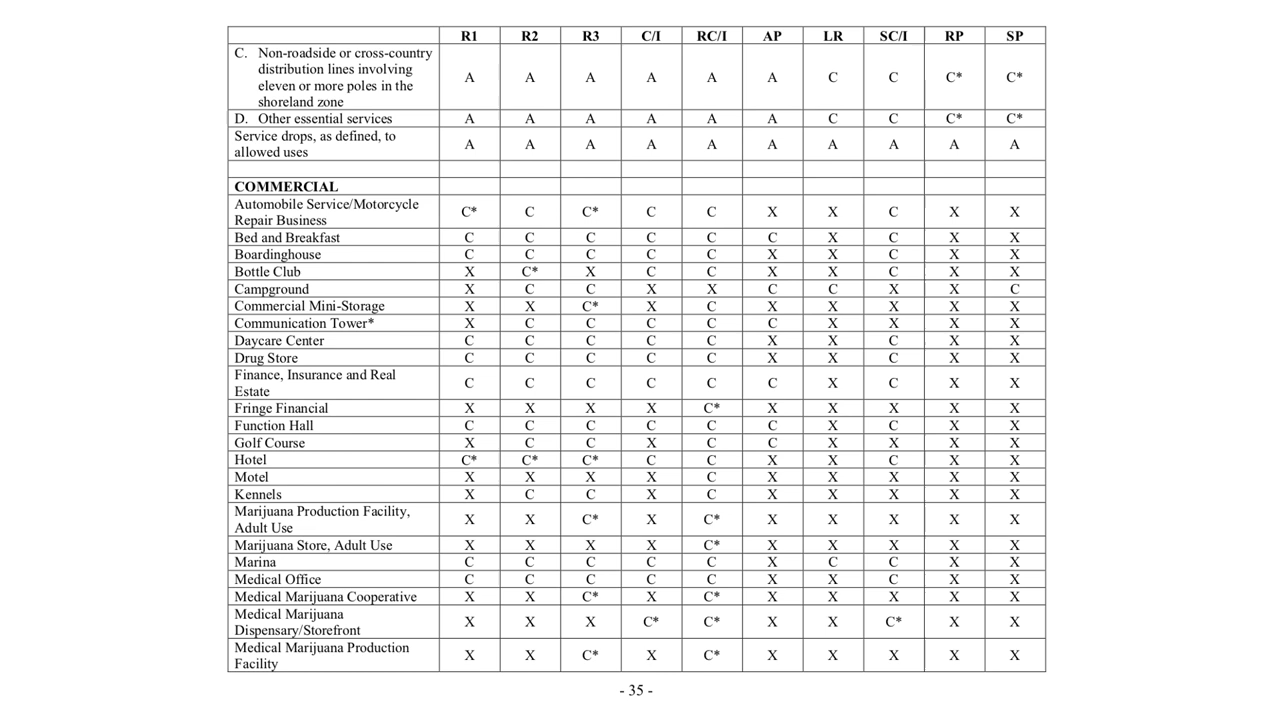 R1 R2 R3 C/I RC/I AP LR SC/I RP SP
C. Non-roadside or cross-country
distribution lines involving
eleven or more poles in the
shoreland zone
A A A A A A C C C* C*
D. Other essential services A A A A A A C C C* C*
Service drops, as defined, to
allowed uses
A A A A A A A A A A
COMMERCIAL
Automobile Service/Motorcycle
Repair Business
C* C C* C C X X C X X
Bed and Breakfast C C C C C C X C X X
Boardinghouse C C C C C X X C X X
Bottle Club X C* X C C X X C X X
Campground X C C X X C C X X C
Commercial Mini-Storage X X C* X C X X X X X
Communication Tower* X C C C C C X X X X
Daycare Center C C C C C X X C X X
Drug Store C C C C C X X C X X
Finance, Insurance and Real
Estate
C C C C C C X C X X
Fringe Financial X X X X C* X X X X X
Function Hall C C C C C C X C X X
Golf Course X C C X C C X X X X
Hotel C* C* C* C C X X C X X
Motel X X X X C X X X X X
Kennels X C C X C X X X X X
Marijuana Production Facility,
Adult Use
X X C* X C* X X X X X
Marijuana Store, Adult Use X X X X C* X X X X X
Marina C C C C C X C C X X
Medical Office C C C C C X X C X X
Medical Marijuana Cooperative X X C* X C* X X X X X
Medical Marijuana
Dispensary/Storefront
X X X C* C* X X C* X X
Medical Marijuana Production
Facility
X X C* X C* X X X X X
- 35 -